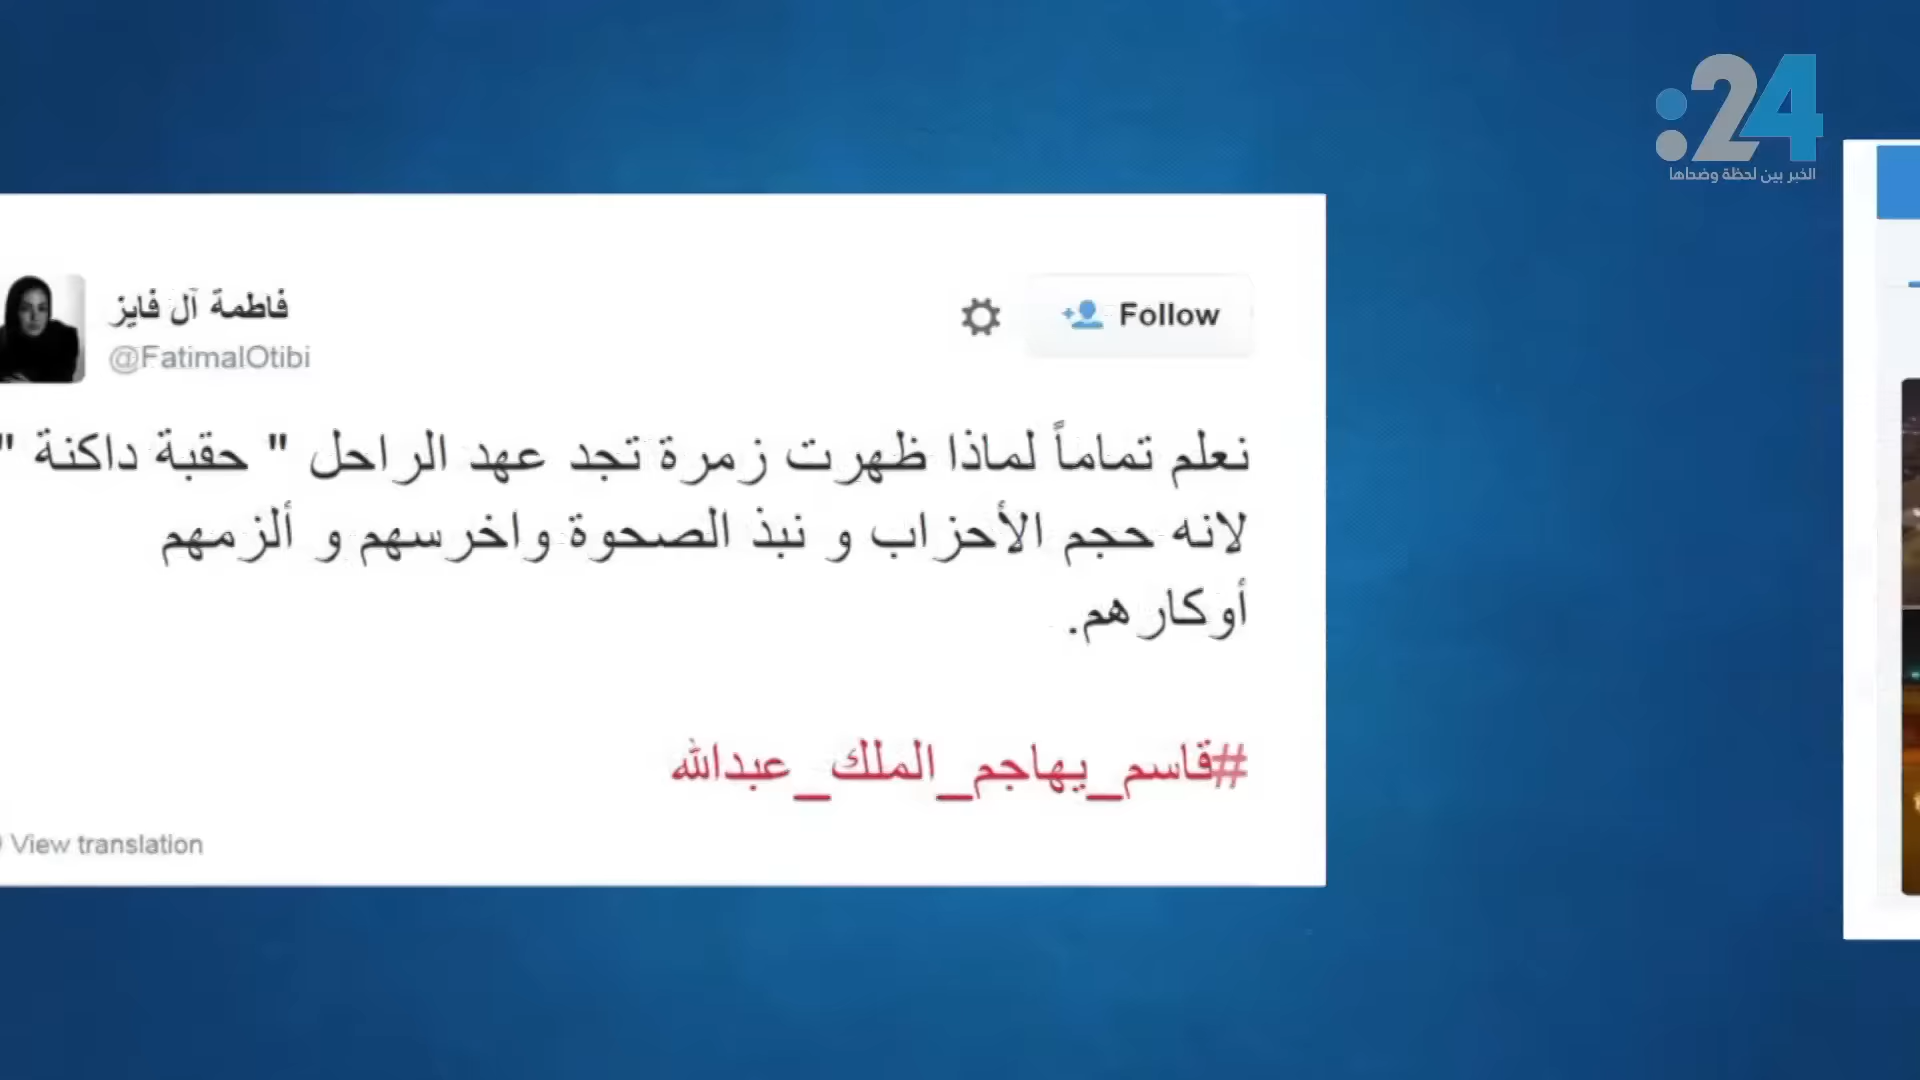 :24
الخبر بين لحظة وضحاها
فاطمة آل فايز
@FatimalOtibi
Follow
نعلم تماماً لماذا ظهرت زمرة تجد عهد الراحل " حقبة داكنة "
لانه حجم الأحزاب و نبذ الصحوة واخرسهم و ألزمهم
أوكارهم.
#قاسم_يهاجم_الملك_عبدالله
View translation